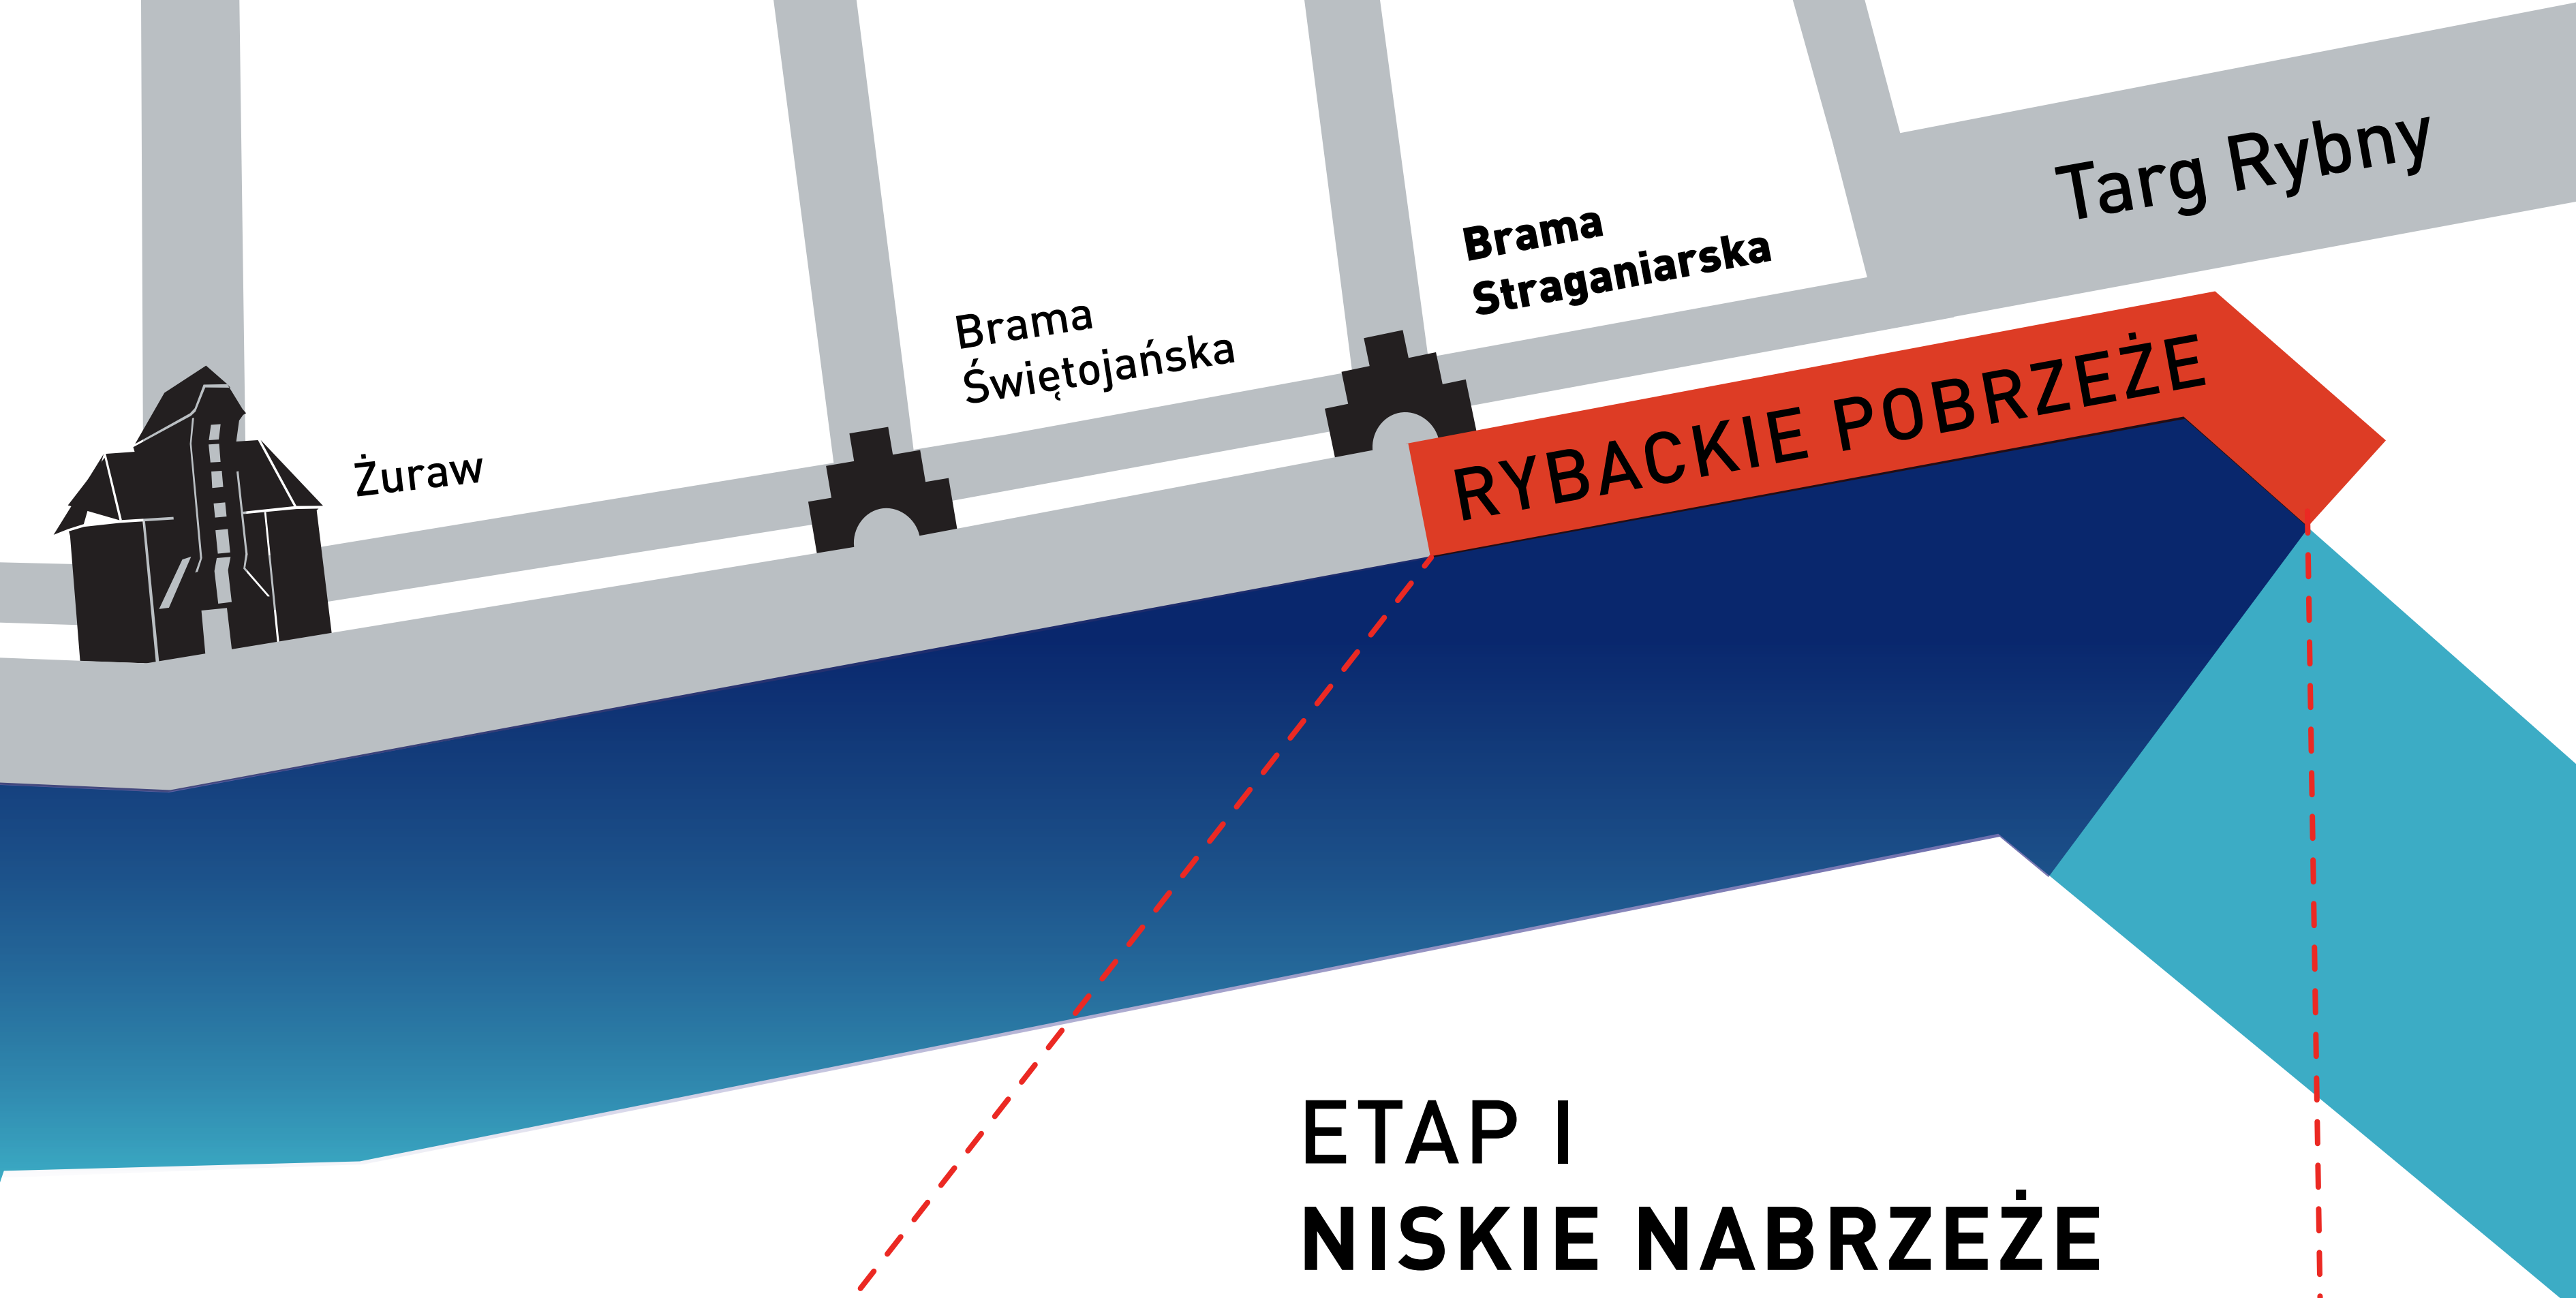 Targ Rybny
Brama
Straganiarska
Brama
Świętojańska
Żuraw
RYBACKIE POBRZEŻE
ETAP I
NISKIE NABRZEŻE